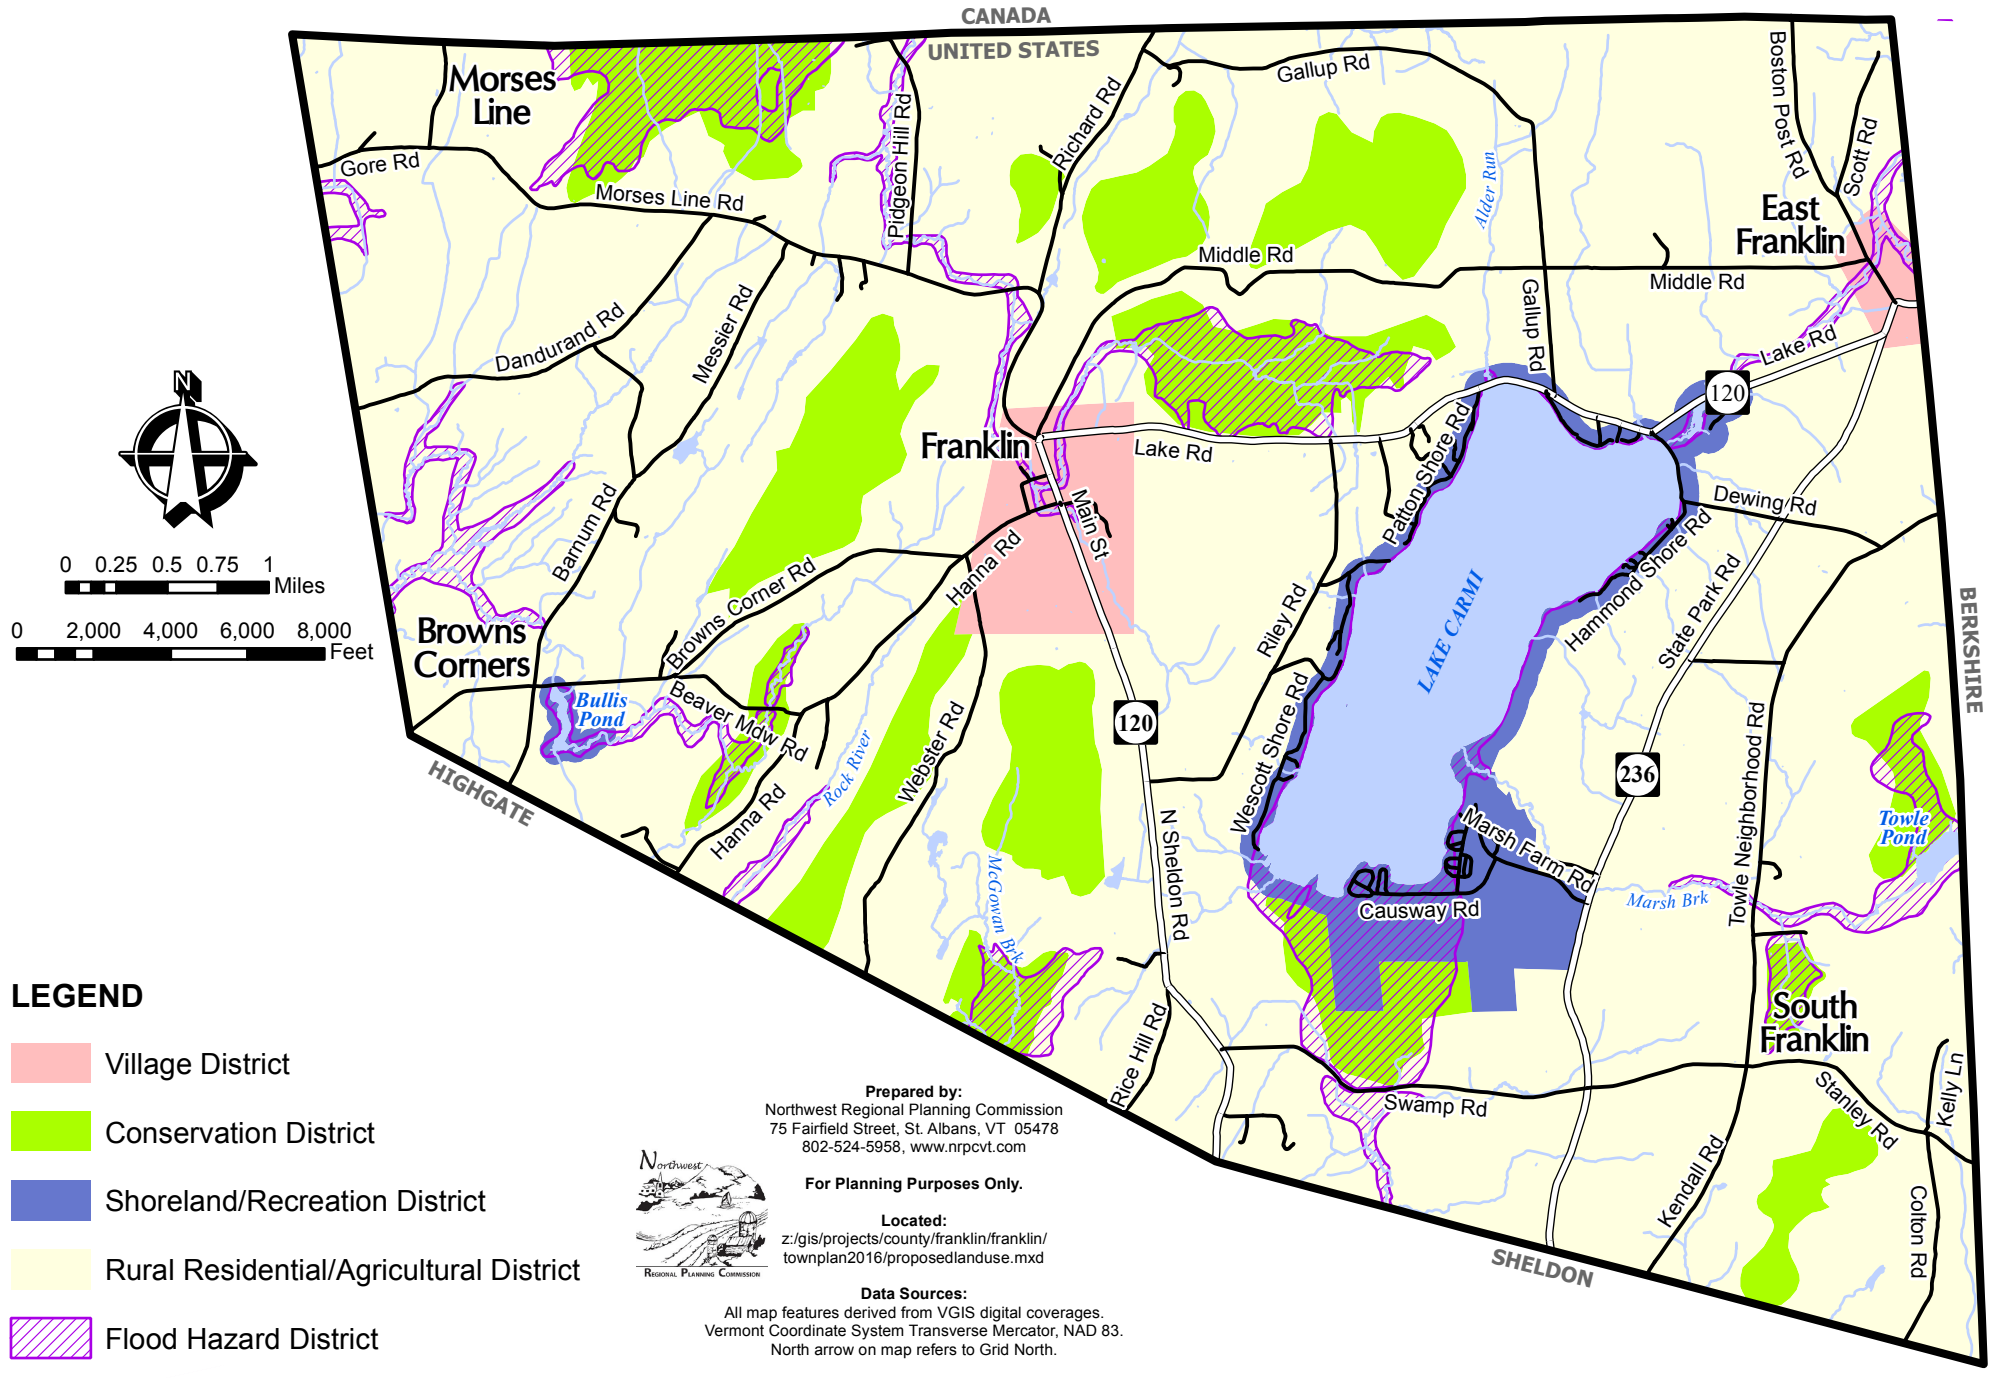 CANADA
UNITED STATES
Morses
Line
Gore Rd
Morses Line Rd
Pidgeon Hill Rd
Richard Rd
Gallup Rd
Alder Run
Boston Post Rd
Scott Rd
East
Franklin
Middle Rd
Middle Rd
Gallup Rd
Lake Rd
120
Dandurand Rd
Messier Rd
Franklin
Lake Rd
Main St
Patton Shore Rd
Dewing Rd
Hammond Shore Rd
State Park Rd
LAKE CARMI
BERKSHIRE
N
0 0.25 0.5 0.75 1
Miles
0 2,000 4,000 6,000 8,000
Feet
Barnum Rd
Browns Corner Rd
Hanna Rd
Riley Rd
Browns
Corners
Bullis
Pond
Beaver Mdw Rd
Hanna Rd
Rock River
Webster Rd
120
Wescott Shore Rd
236
Towle Neighborhood Rd
Towle
Pond
HIGHGATE
McGowan Brk
N Sheldon Rd
Marsh Farm Rd
Causway Rd
Marsh Brk
South
Franklin
Rice Hill Rd
Swamp Rd
Stanley Rd
Kelly Ln
Kendall Rd
Colton Rd
SHELDON
LEGEND
Village District
Conservation District
Shoreland/Recreation District
Rural Residential/Agricultural District
Flood Hazard District
Northwest
REGIONAL PLANNING COMMISSION
Prepared by:
Northwest Regional Planning Commission
75 Fairfield Street, St. Albans, VT 05478
802-524-5958, www.nrpcvt.com
For Planning Purposes Only.
Located:
z:/gis/projects/county/franklin/franklin/
townplan2016/proposedlanduse.mxd
Data Sources:
All map features derived from VGIS digital coverages.
Vermont Coordinate System Transverse Mercator, NAD 83.
North arrow on map refers to Grid North.